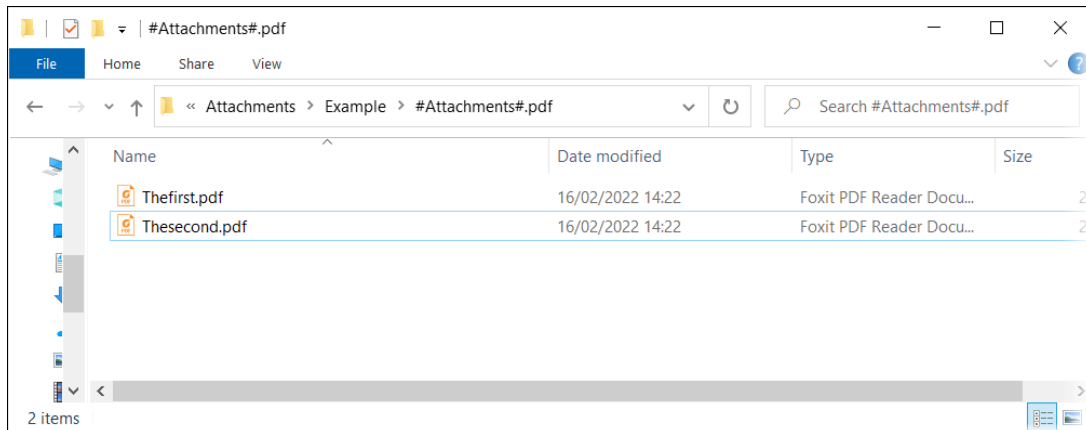 #Attachments#.pdf
File Home Share View
« Attachments > Example > #Attachments#.pdf Search #Attachments#.pdf
Name Date modified Type Size
Thefirst.pdf 16/02/2022 14:22 Foxit PDF Reader Docu... 2
Thesecond.pdf 16/02/2022 14:22 Foxit PDF Reader Docu... 2
2 items